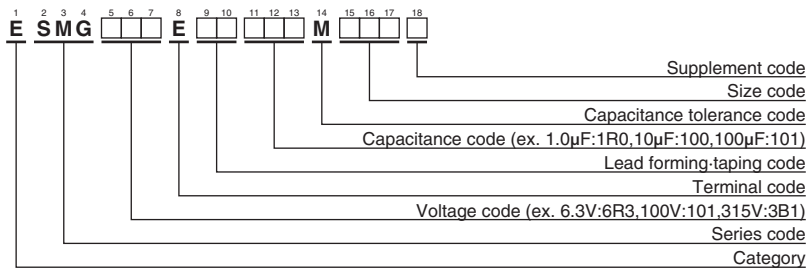 1 2 3 4 5 6 7 8 9 10 11 12 13 14 15 16 17 18
E SMG E M
Supplement code
Size code
Capacitance tolerance code
Capacitance code (ex. 1.0µF:1R0,10µF:100,100µF:101)
Lead forming·taping code
Terminal code
Voltage code (ex. 6.3V:6R3,100V:101,315V:3B1)
Series code
Category